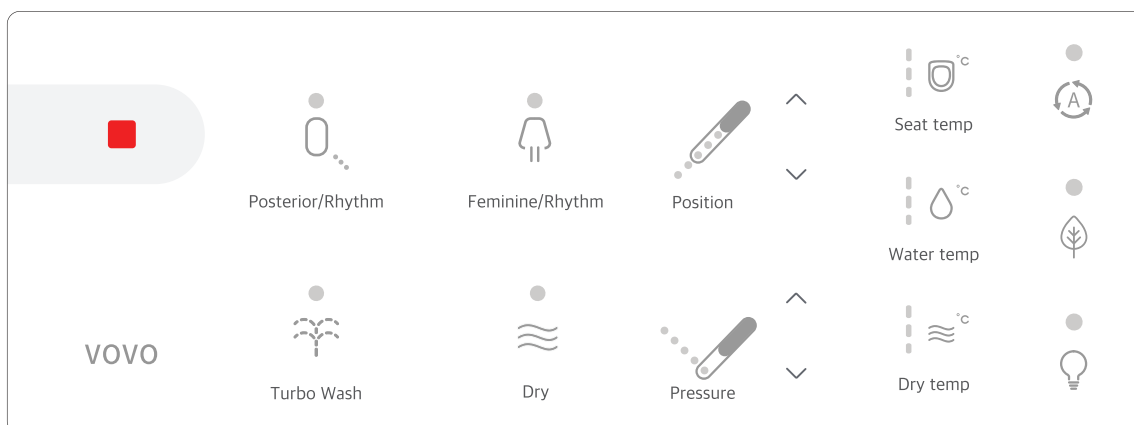 °C
Seat temp
A
Posterior/Rhythm
Feminine/Rhythm
Position
°C
Water temp
VOVO
Turbo Wash
Dry
Pressure
°C
Dry temp